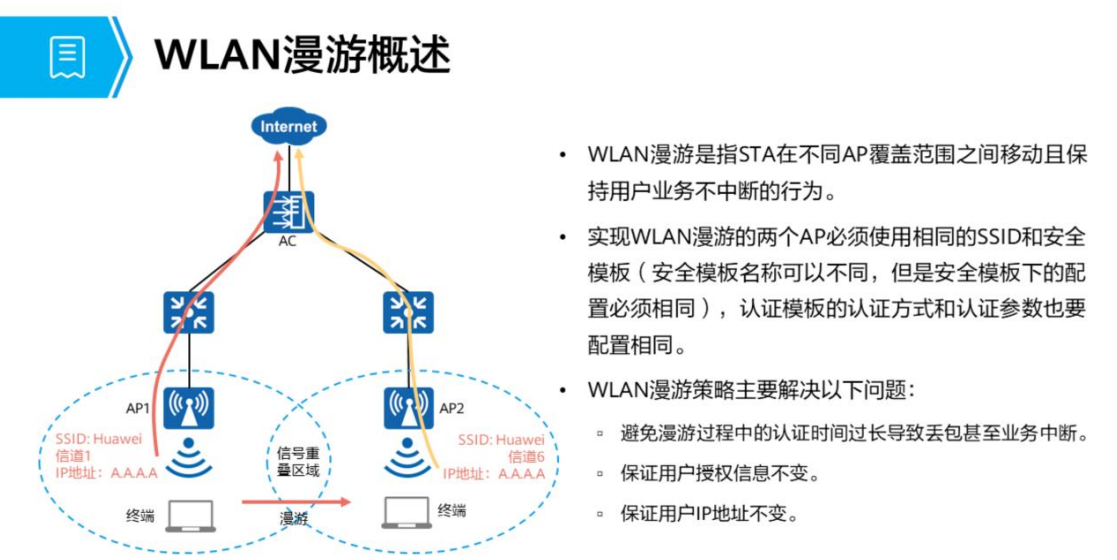 WLAN漫游概述
Internet
AC
AP1
AP2
SSID: Huawei
信道1
IP地址：A.A.A.A
信号重
叠区域
SSID: Huawei
信道6
IP地址：A.A.A.A
终端
漫游
终端
• WLAN漫游是指STA在不同AP覆盖范围之间移动且保
持用户业务不中断的行为。
• 实现WLAN漫游的两个AP必须使用相同的SSID和安全
模板（安全模板名称可以不同，但是安全模板下的配
置必须相同），认证模板的认证方式和认证参数也要
配置相同。
• WLAN漫游策略主要解决以下问题：
▫ 避免漫游过程中的认证时间过长导致丢包甚至业务中断。
▫ 保证用户授权信息不变。
▫ 保证用户IP地址不变。